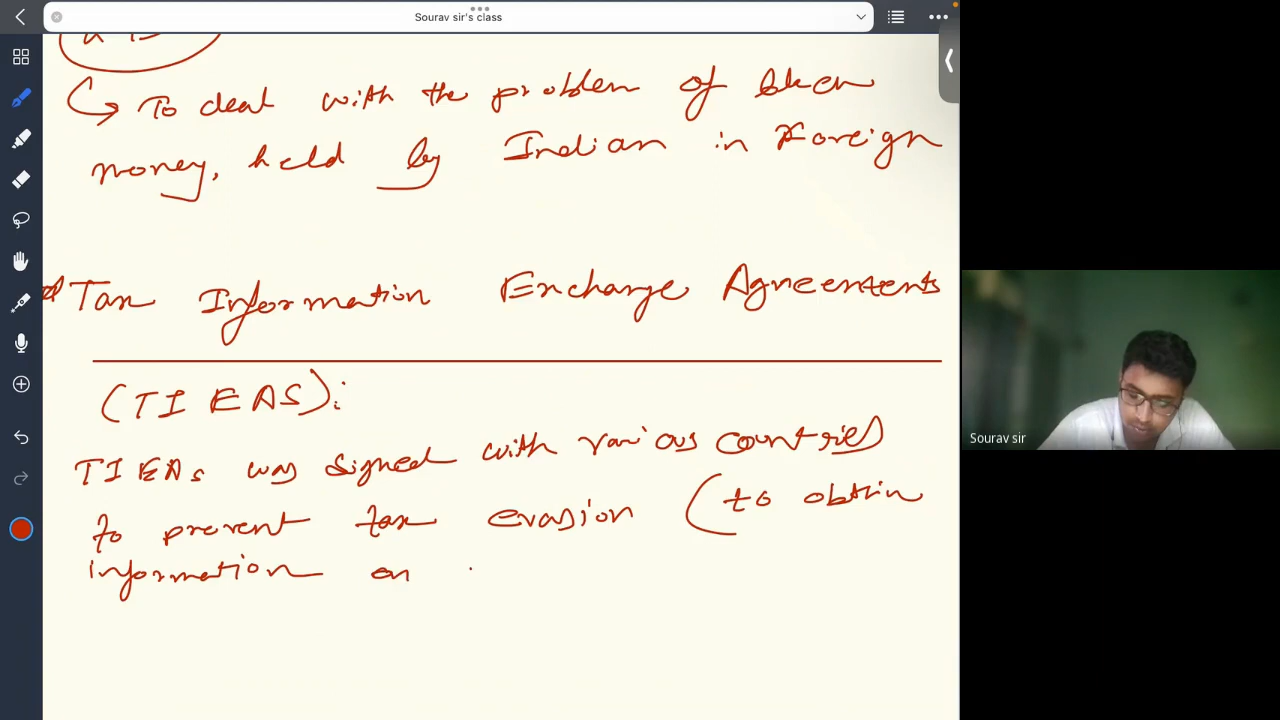 Sourav sir's class
→ To deal with the problem of
money, held by Indian in Foreign
Tax Information Exchange Agreements
(TIEAS):
TIEAs was signed with various countries
to prevent tax evasion (to obtain
information on
Sourav sir